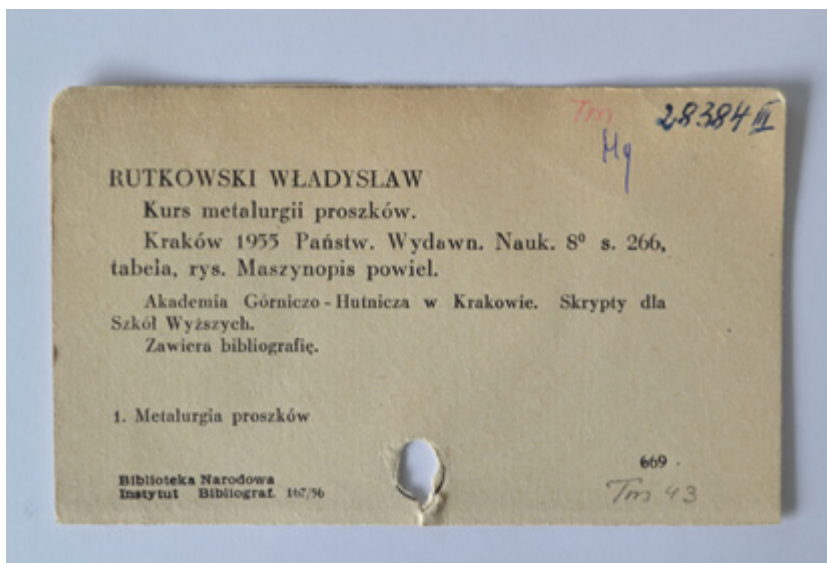 Tm 28384 III
Hg
RUTKOWSKI WŁADYSŁAW
Kurs metalurgii proszków.
Kraków 1955 Państw. Wydawn. Nauk. 8⁰ s. 266,
tabela, rys. Maszynopis powiel.
Akademia Górniczo-Hutnicza w Krakowie. Skrypty dla
Szkół Wyższych.
Zawiera bibliografię.
1. Metalurgia proszków
669.
Biblioteka Narodowa
Instytut Bibliograf. 167/56
Tm 43